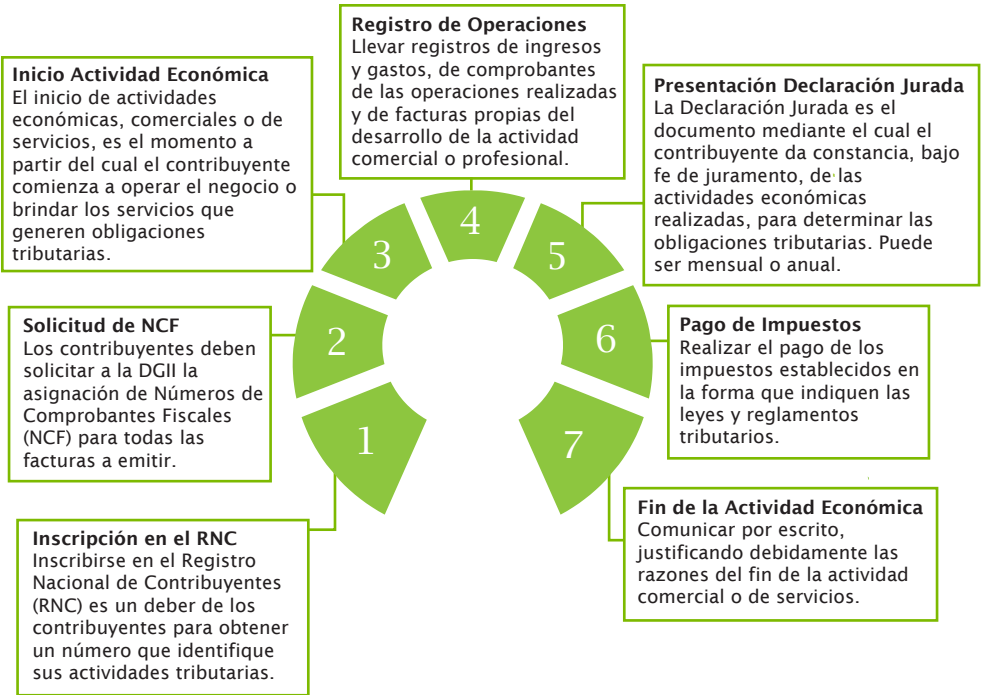 Registro de Operaciones
Llevar registros de ingresos
y gastos, de comprobantes
de las operaciones realizadas
y de facturas propias del
desarrollo de la actividad
comercial o profesional.
Inicio Actividad Económica
El inicio de actividades
económicas, comerciales o de
servicios, es el momento a
partir del cual el contribuyente
comienza a operar el negocio o
brindar los servicios que
generen obligaciones
tributarias.
Presentación Declaración Jurada
La Declaración Jurada es el
documento mediante el cual el
contribuyente da constancia, bajo
fe de juramento, de las
actividades económicas
realizadas, para determinar las
obligaciones tributarias. Puede
ser mensual o anual.
Solicitud de NCF
Los contribuyentes deben
solicitar a la DGII la
asignación de Números de
Comprobantes Fiscales
(NCF) para todas las
facturas a emitir.
Pago de Impuestos
Realizar el pago de los
impuestos establecidos en
la forma que indiquen las
leyes y reglamentos
tributarios.
Inscripción en el RNC
Inscribirse en el Registro
Nacional de Contribuyentes
(RNC) es un deber de los
contribuyentes para obtener
un número que identifique
sus actividades tributarias.
Fin de la Actividad Económica
Comunicar por escrito,
justificando debidamente las
razones del fin de la actividad
comercial o de servicios.
1
2
3
4
5
6
7